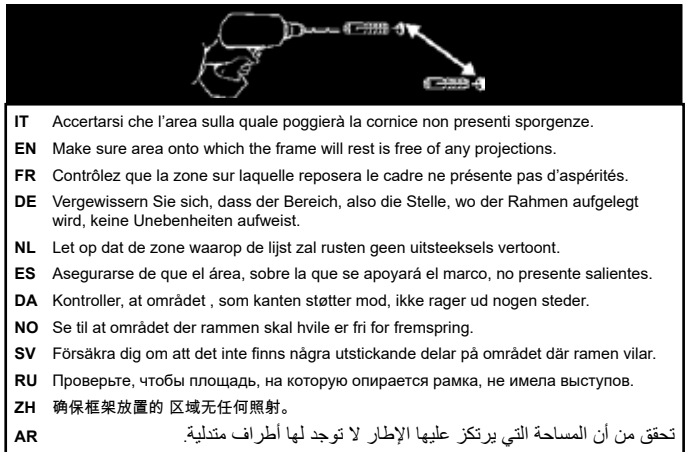 IT Accertarsi che l’area sulla quale poggierà la cornice non presenti sporgenze.
EN Make sure area onto which the frame will rest is free of any projections.
FR Contrôlez que la zone sur laquelle reposera le cadre ne présente pas d’aspérités.
DE Vergewissern Sie sich, dass der Bereich, also die Stelle, wo der Rahmen aufgelegt
wird, keine Unebenheiten aufweist.
NL Let op dat de zone waarop de lijst zal rusten geen uitsteeksels vertoont.
ES Asegurarse de que el área, sobre la que se apoyará el marco, no presente salientes.
DA Kontroller, at området , som kanten støtter mod, ikke rager ud nogen steder.
NO Se til at området der rammen skal hvile er fri for fremspring.
SV Försäkra dig om att det inte finns några utstickande delar på området där ramen vilar.
RU Проверьте, чтобы площадь, на которую опирается рамка, не имела выступов.
ZH 确保框架放置的 区域无任何照射。
AR تحقق من أن المساحة التي يرتكز عليها الإطار لا توجد لها أطراف متدلية.